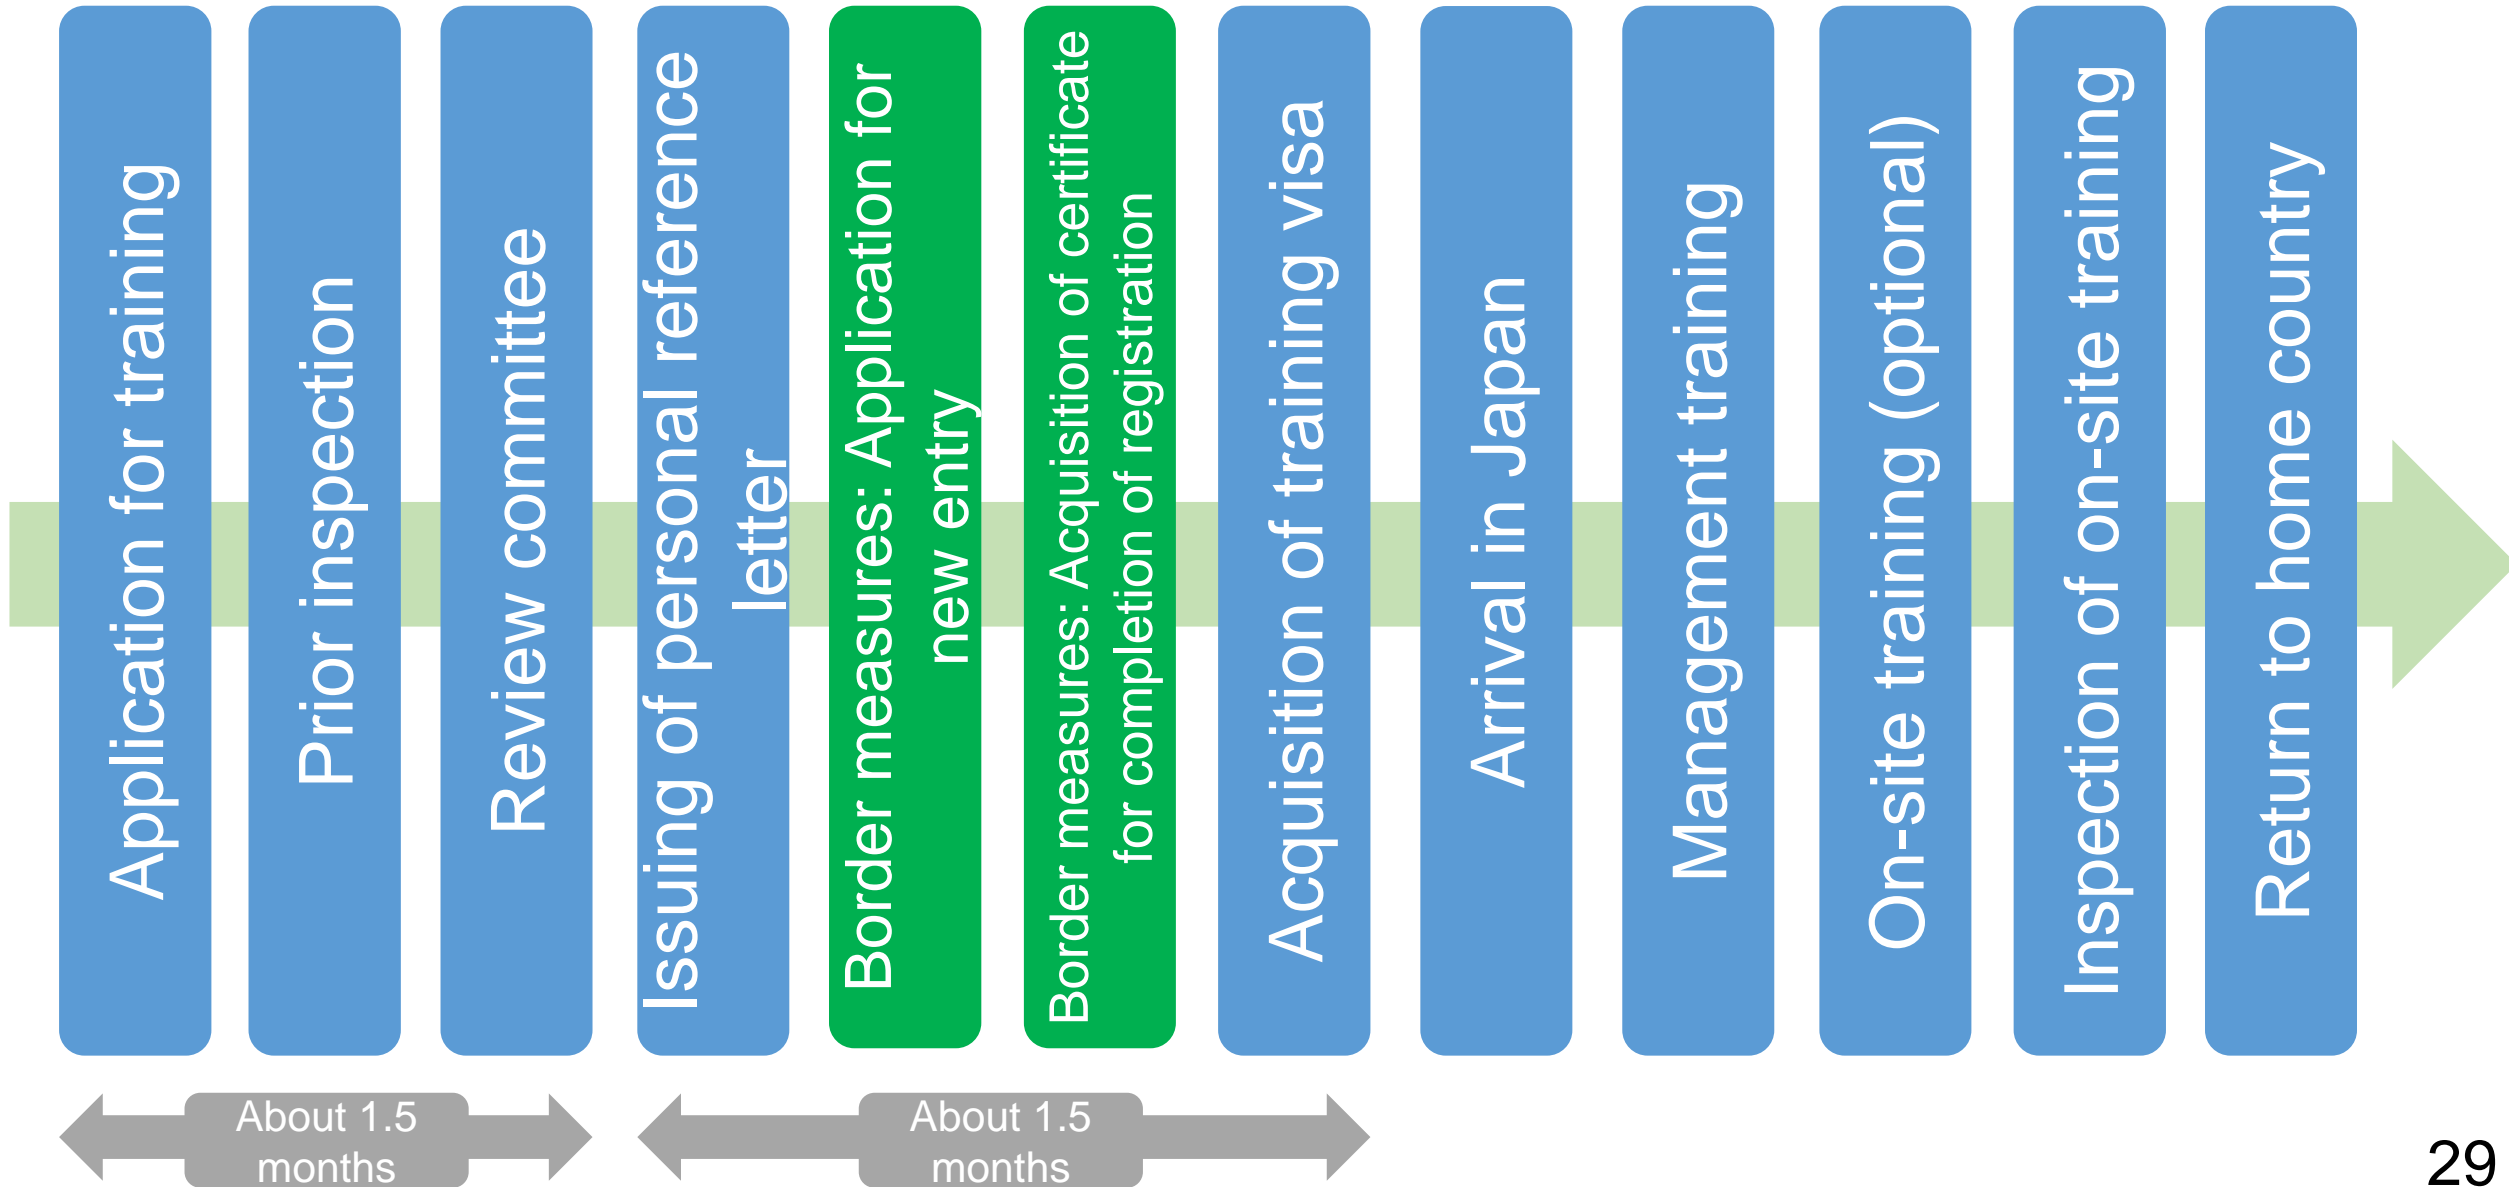 Application for training
Prior inspection
Review committee
Issuing of personal reference
letter
Border measures: Application for
new entry
Border measures: Acquisition of certificate
for completion of registration
Acquisition of training visa
Arrival in Japan
Management training
On-site training (optional)
Inspection of on-site training
Return to home country
About 1.5
months
About 1.5
months
29